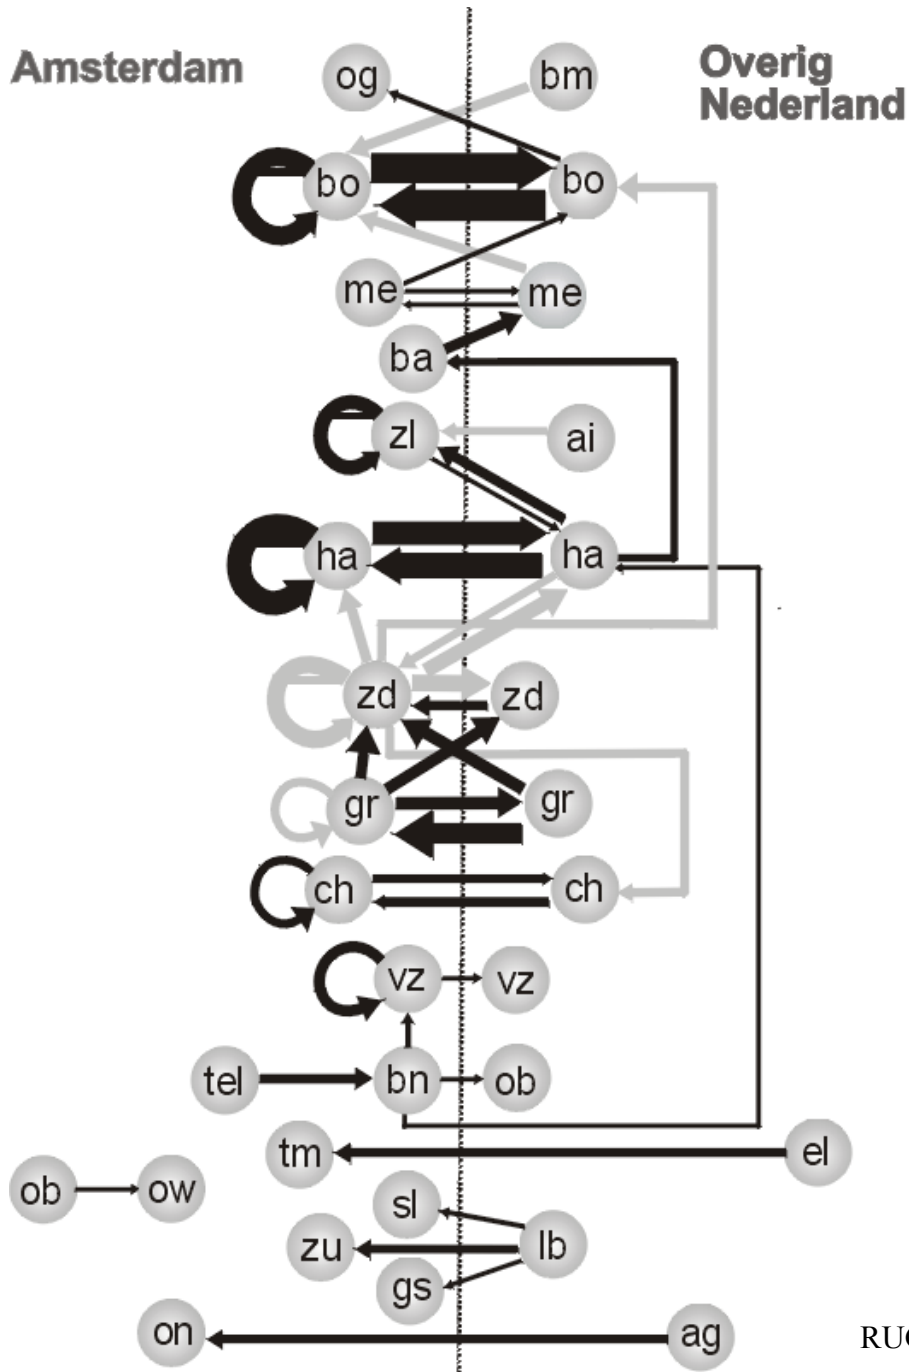 Amsterdam
Overig
Nederland
og bm
bo bo
me me
ba
zl ai
ha ha
zd zd
gr gr
ch ch
vz vz
tel bn ob
tm el
ob ow
sl
zu lb
gs
on ag